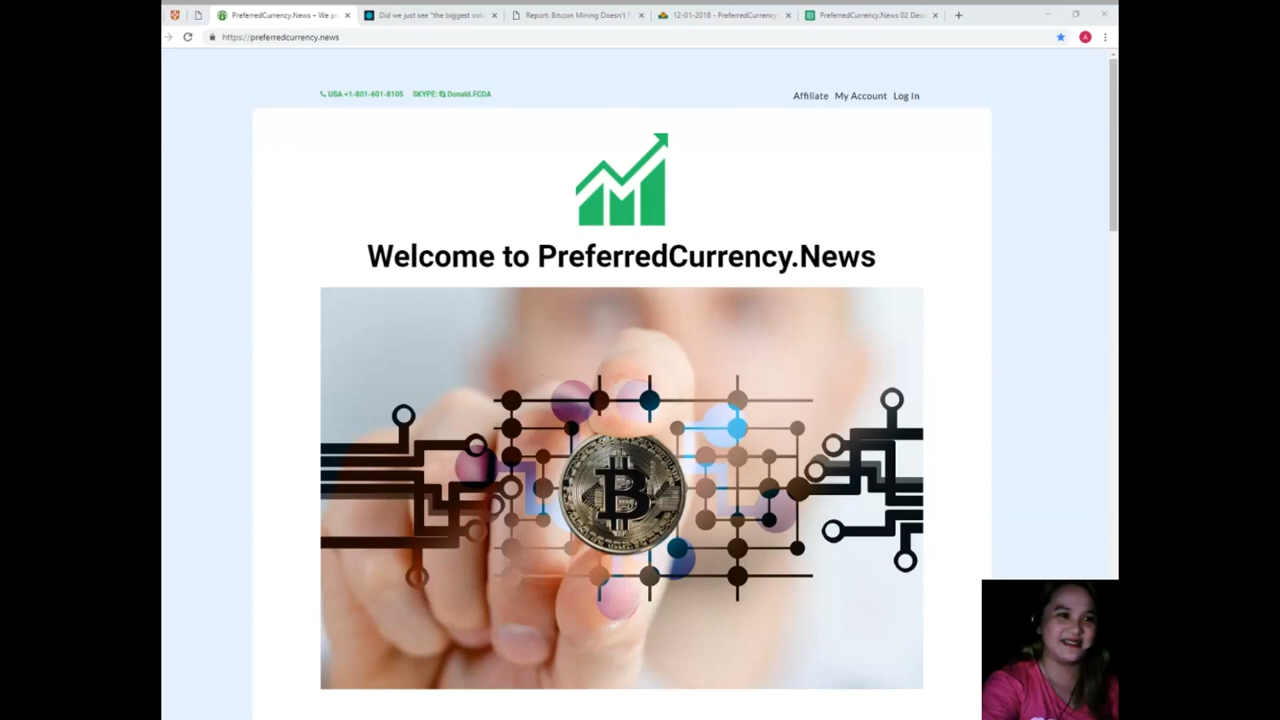 PreferredCurrency.News – We p
Did we just see "the biggest vol
Report: Bitcoin Mining Doesn't
12-01-2018 - PreferredCurrency
PreferredCurrency.News 02 Dec
https://preferredcurrency.news
A
USA +1-801-601-8105 SKYPE: Donald.FCDA
Affiliate My Account Log In
Welcome to PreferredCurrency.News
B